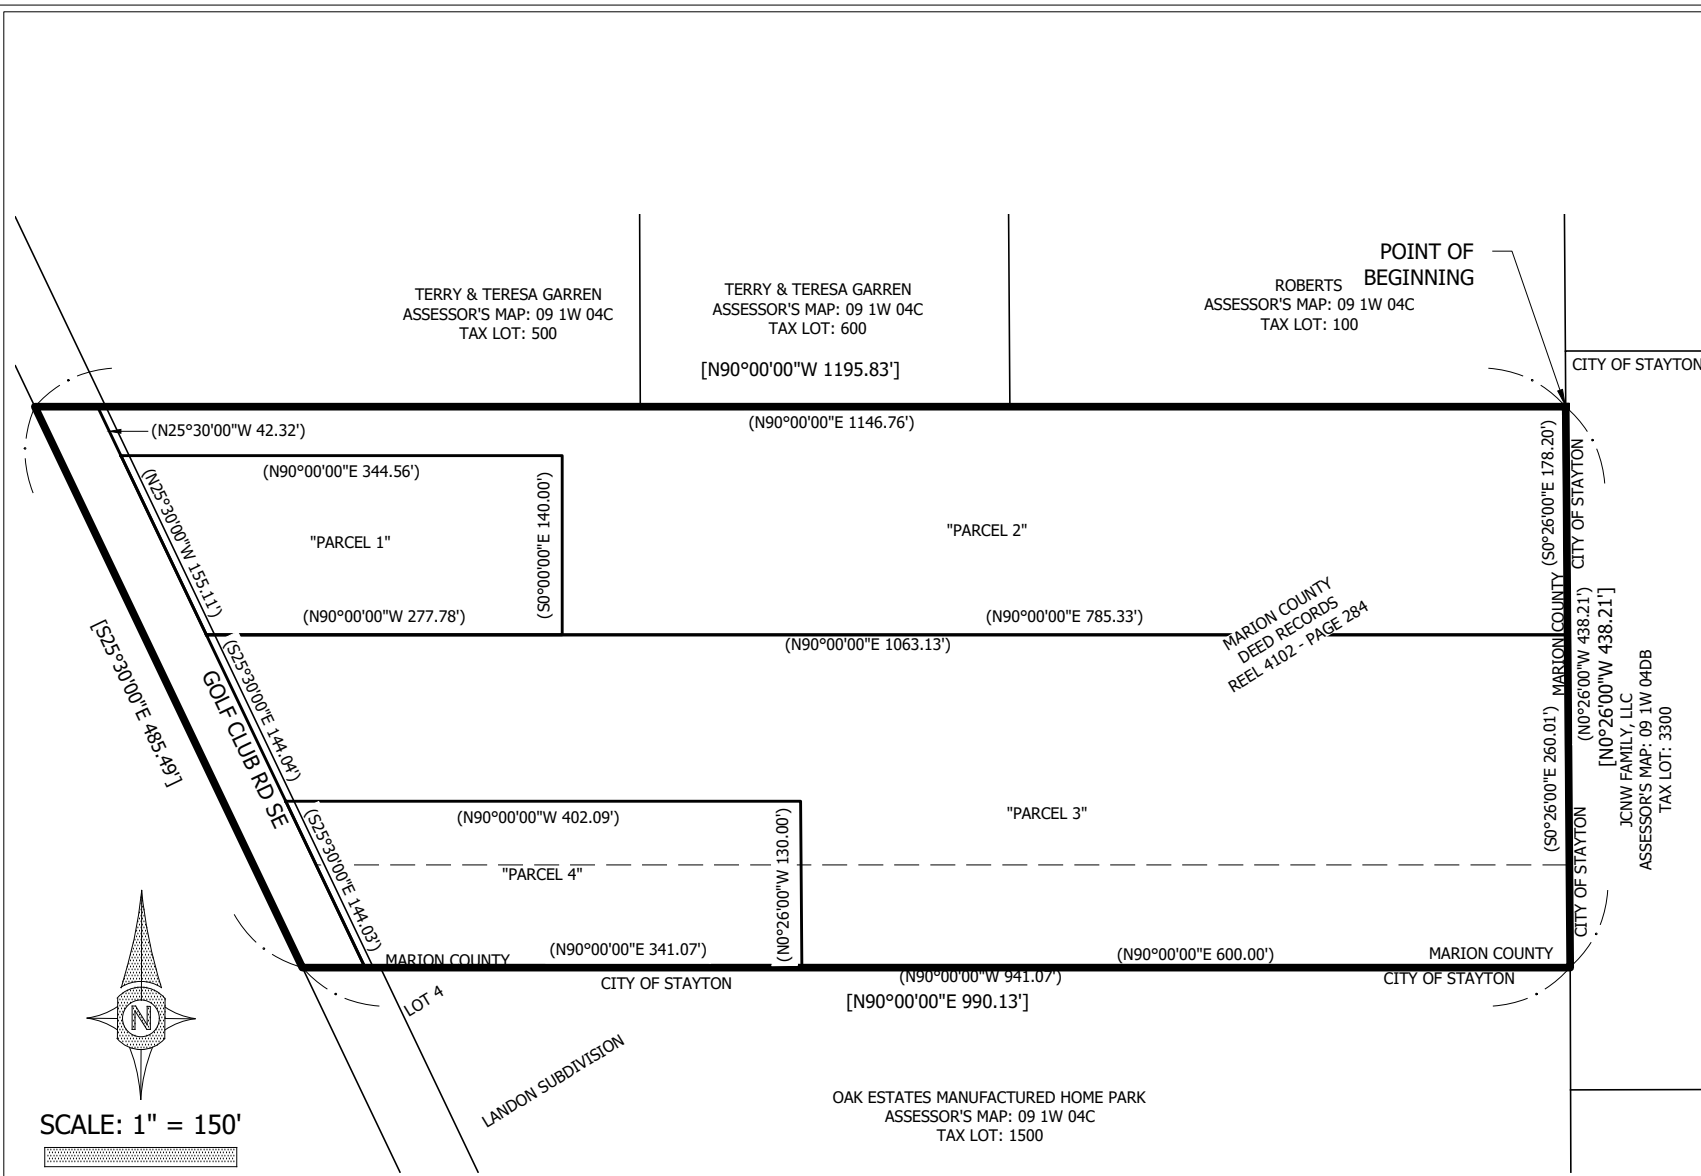 POINT OF
BEGINNING
TERRY & TERESA GARREN
ASSESSOR'S MAP: 09 1W 04C
TAX LOT: 500
TERRY & TERESA GARREN
ASSESSOR'S MAP: 09 1W 04C
TAX LOT: 600
ROBERTS
ASSESSOR'S MAP: 09 1W 04C
TAX LOT: 100
CITY OF STAYTON
[N90°00'00"W 1195.83']
(N90°00'00"E 1146.76')
(N25°30'00"W 42.32')
(N90°00'00"E 344.56')
(N25°30'00"W 155.11')
"PARCEL 1"
(S0°00'00"E 140.00')
(N90°00'00"W 277.78')
"PARCEL 2"
(S0°26'00"E 178.20')
CITY OF STAYTON
MARION COUNTY
(N90°00'00"E 785.33')
(N90°00'00"E 1063.13')
MARION COUNTY
DEED RECORDS
REEL 4102 - PAGE 284
(N0°26'00"W 438.21')
[N0°26'00"W 438.21']
JCNW FAMILY, LLC
ASSESSOR'S MAP: 09 1W 04DB
TAX LOT: 3300
[S25°30'00"E 485.49']
GOLF CLUB RD SE
(S25°30'00"E 144.04')
(S0°26'00"E 260.01')
(N90°00'00"W 402.09')
"PARCEL 3"
(S25°30'00"E 144.03')
"PARCEL 4"
(N0°26'00"W 130.00')
CITY OF STAYTON
MARION COUNTY
(N90°00'00"E 341.07')
(N90°00'00"E 600.00')
MARION COUNTY
CITY OF STAYTON
(N90°00'00"W 941.07')
CITY OF STAYTON
[N90°00'00"E 990.13']
LOT 4
LANDON SUBDIVISION
OAK ESTATES MANUFACTURED HOME PARK
ASSESSOR'S MAP: 09 1W 04C
TAX LOT: 1500
N
SCALE: 1" = 150'